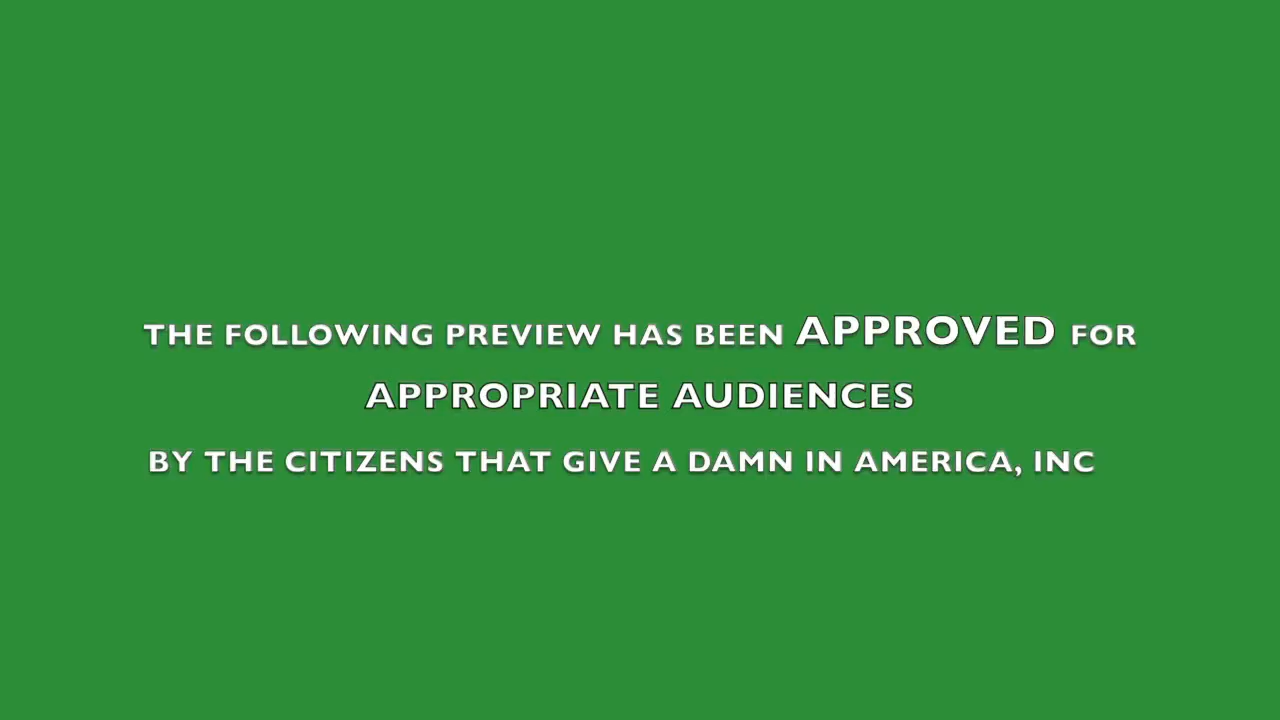 THE FOLLOWING PREVIEW HAS BEEN APPROVED FOR
APPROPRIATE AUDIENCES
BY THE CITIZENS THAT GIVE A DAMN IN AMERICA, INC